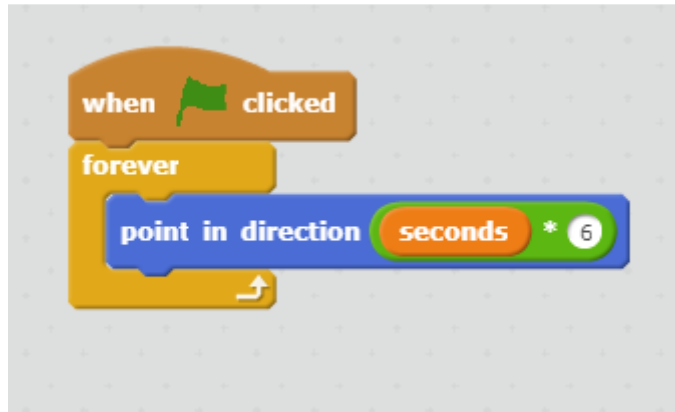 when clicked
forever
point in direction seconds * 6